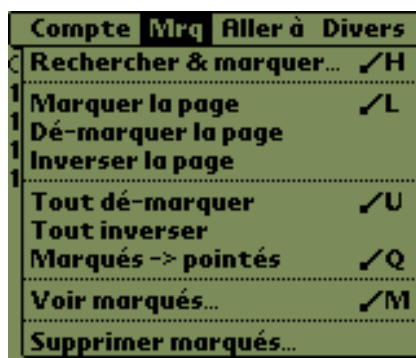 Compte Mrq Aller à Divers
Rechercher & marquer... ⁄H
Marquer la page ⁄L
Dé-marquer la page
Inverser la page
Tout dé-marquer ⁄U
Tout inverser
Marqués -> pointés ⁄Q
Voir marqués... ⁄M
Supprimer marqués...